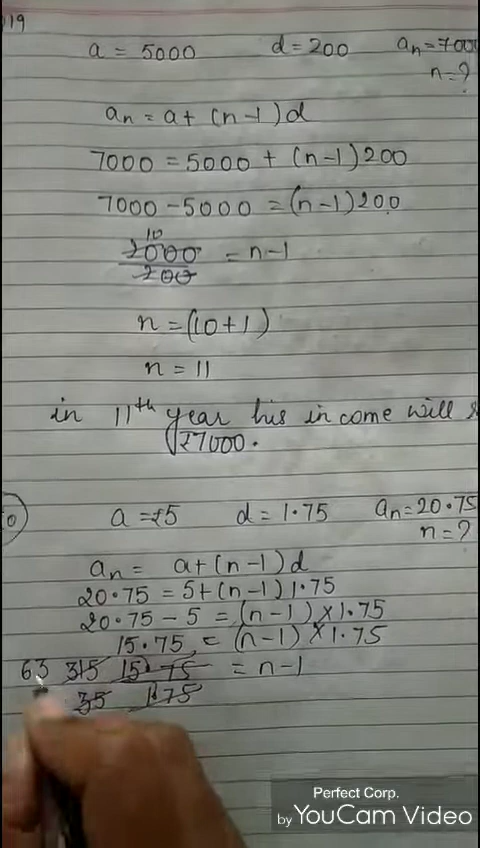 19
a = 5000 d = 200 an = 700
n = ?
an = a + (n-1)d
7000 = 5000 + (n-1)200
7000 - 5000 = (n-1)200
10
2000 = n-1
200
n = (10+1)
n = 11
in 11th year his income will
₹7000.
a = 5 d = 1.75 an = 20.75
n = ?
an = a+(n-1)d
20.75 = 5+(n-1)1.75
20.75 - 5 = (n-1)×1.75
15.75 = (n-1)×1.75
63 315 15.75 = n-1
35 1.75
Perfect Corp.
by YouCam Video